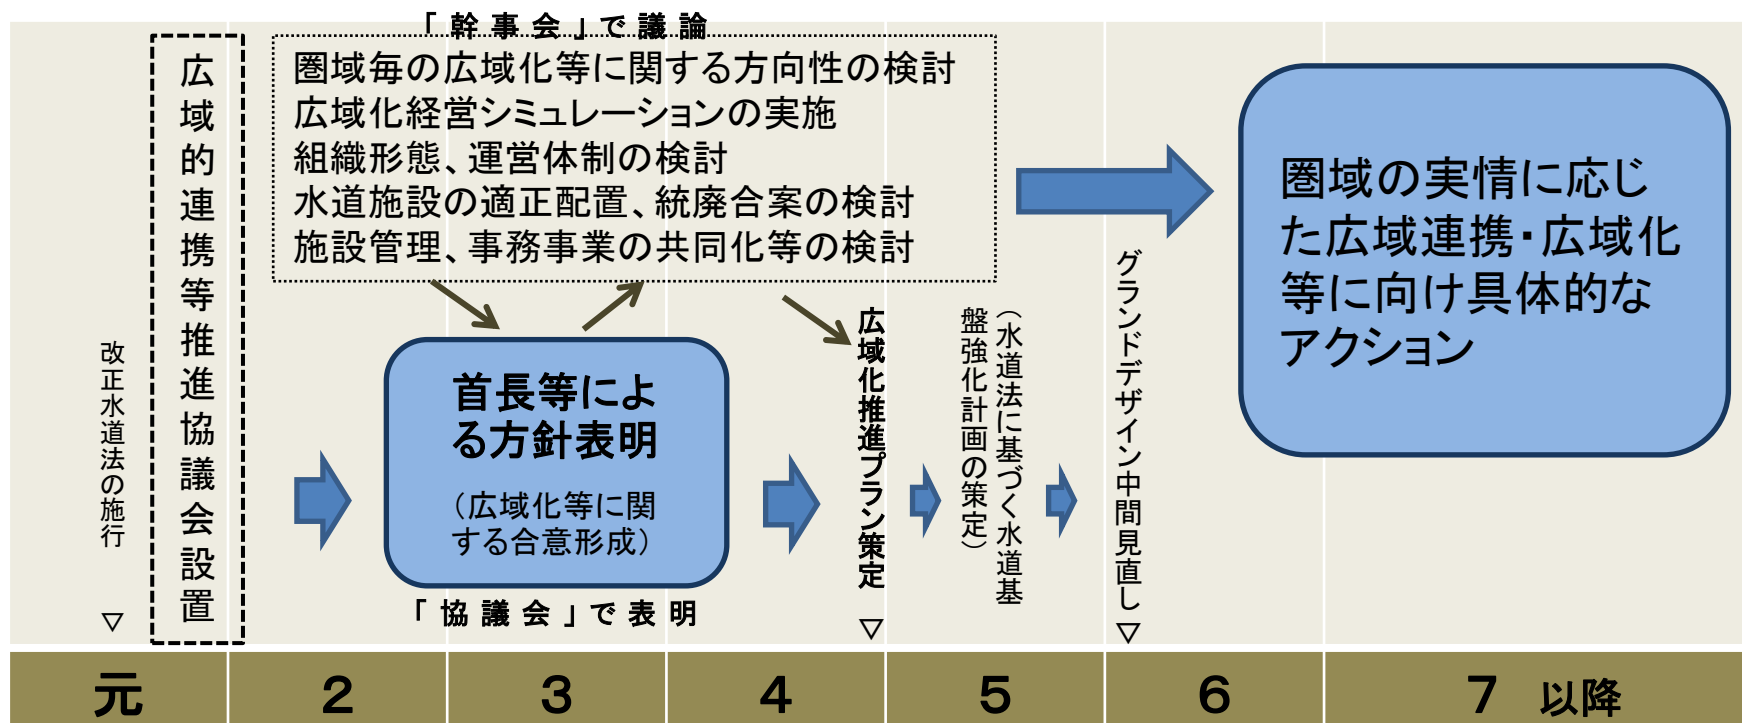 「幹事会」で議論
圏域毎の広域化等に関する方向性の検討
広域化経営シミュレーションの実施
組織形態、運営体制の検討
水道施設の適正配置、統廃合案の検討
施設管理、事務事業の共同化等の検討
改正水道法の施行 ▽
広域的連携等推進協議会設置
首長等によ
る方針表明
（広域化等に関
する合意形成）
「協議会」で表明
広域化推進プラン策定 ▽
（水道法に基づく水道基
盤強化計画の策定）
グランドデザイン中間見直し ▽
圏域の実情に応じ
た広域連携・広域化
等に向け具体的な
アクション
元 2 3 4 5 6 7 以降